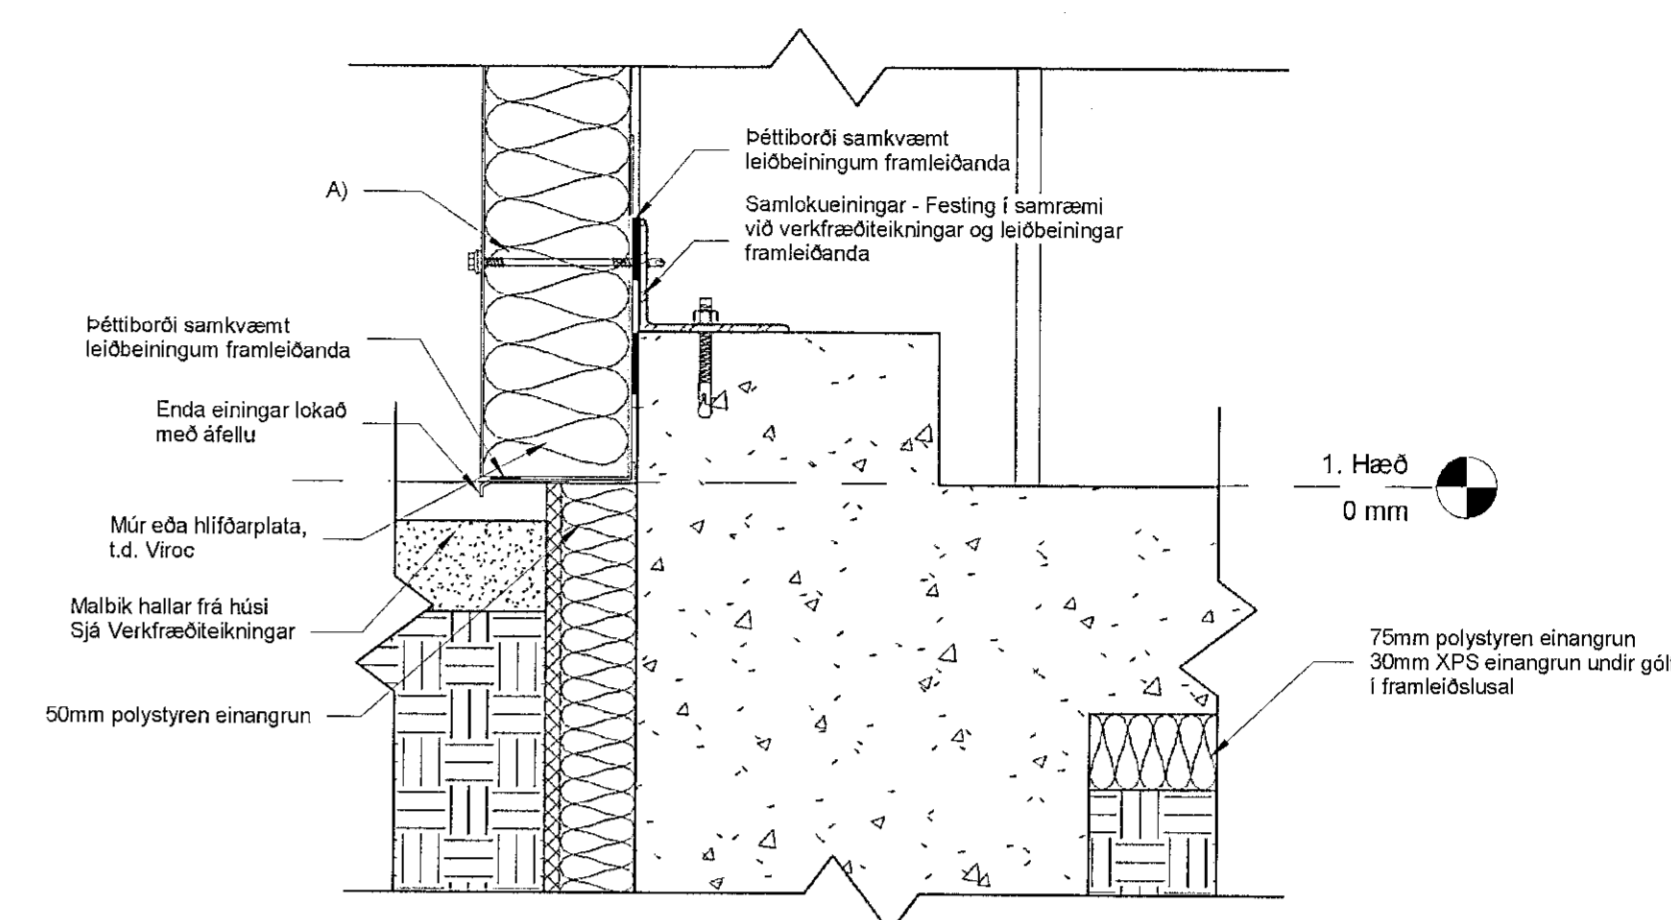 Þéttiborði samkvæmt
leiðbeiningum framleiðanda
A)
Samlokueiningar - Festing í samræmi
við verkfræðiteikningar og leiðbeiningar
framleiðanda
Þéttiborði samkvæmt
leiðbeiningum framleiðanda
Enda einingar lokað
með áfellu
1. Hæð
0 mm
Múr eða hlífðarplata,
t.d. Viroc
Malbik hallar frá húsi
Sjá Verkfræðiteikningar
75mm polystyren einangrun
30mm XPS einangrun undir gól
í framleiðslusal
50mm polystyren einangrun